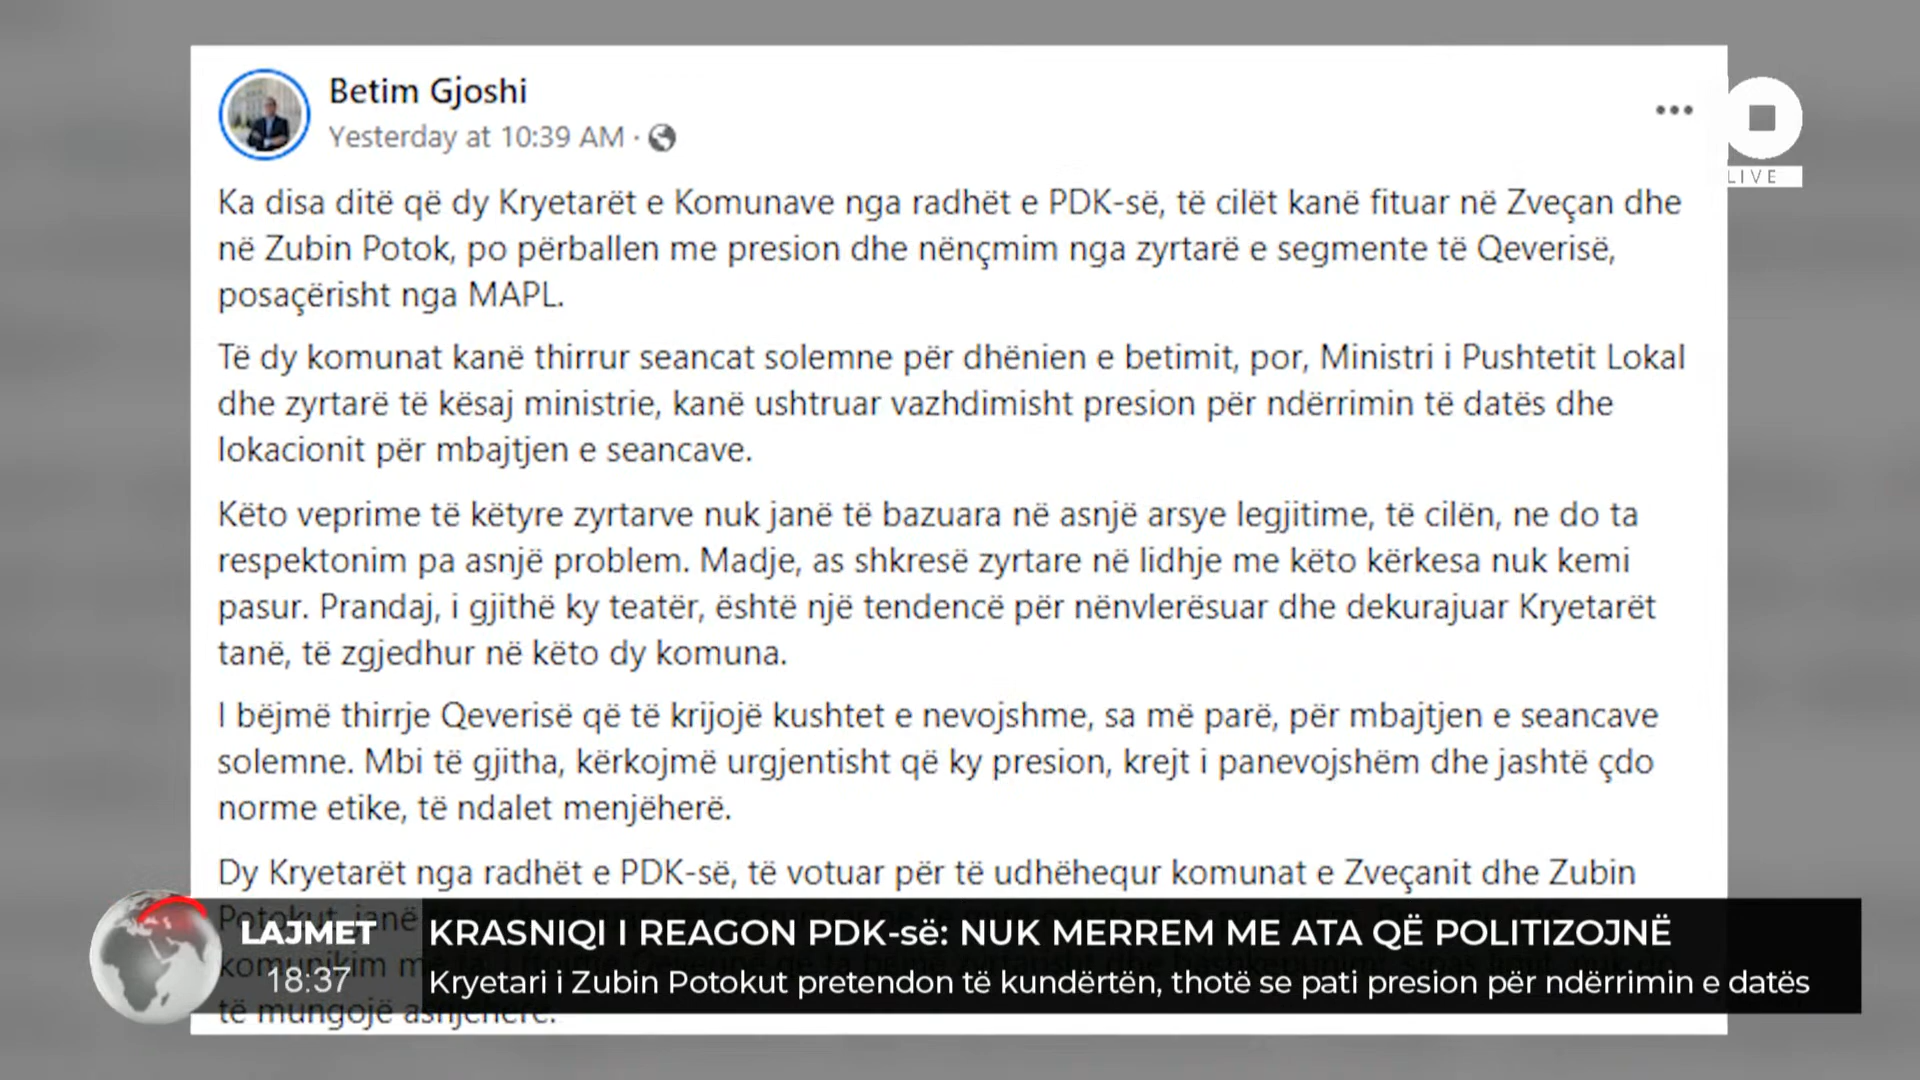 Betim Gjoshi
Yesterday at 10:39 AM ·
LIVE
Ka disa ditë që dy Kryetarët e Komunave nga radhët e PDK-së, të cilët kanë fituar në Zveçan dhe
në Zubin Potok, po përballen me presion dhe nënçmim nga zyrtarë e segmente të Qeverisë,
posaçërisht nga MAPL.
Të dy komunat kanë thirrur seancat solemne për dhënien e betimit, por, Ministri i Pushtetit Lokal
dhe zyrtarë të kësaj ministrie, kanë ushtruar vazhdimisht presion për ndërrimin të datës dhe
lokacionit për mbajtjen e seancave.
Këto veprime të këtyre zyrtarve nuk janë të bazuara në asnjë arsye legjitime, të cilën, ne do ta
respektonim pa asnjë problem. Madje, as shkresë zyrtare në lidhje me këto kërkesa nuk kemi
pasur. Prandaj, i gjithë ky teatër, është një tendencë për nënvlerësuar dhe dekurajuar Kryetarët
tanë, të zgjedhur në këto dy komuna.
I bëjmë thirrje Qeverisë që të krijojë kushtet e nevojshme, sa më parë, për mbajtjen e seancave
solemne. Mbi të gjitha, kërkojmë urgjentisht që ky presion, krejt i panevojshëm dhe jashtë çdo
norme etike, të ndalet menjëherë.
Dy Kryetarët nga radhët e PDK-së, të votuar për të udhëhequr komunat e Zveçanit dhe Zubin
Potokut, janë
komunikim
të mungojë asnjëherë.
LAJMET
18:37
KRASNIQI I REAGON PDK-së: NUK MERREM ME ATA QË POLITIZOJNË
Kryetari i Zubin Potokut pretendon të kundërtën, thotë se pati presion për ndërrimin e datës